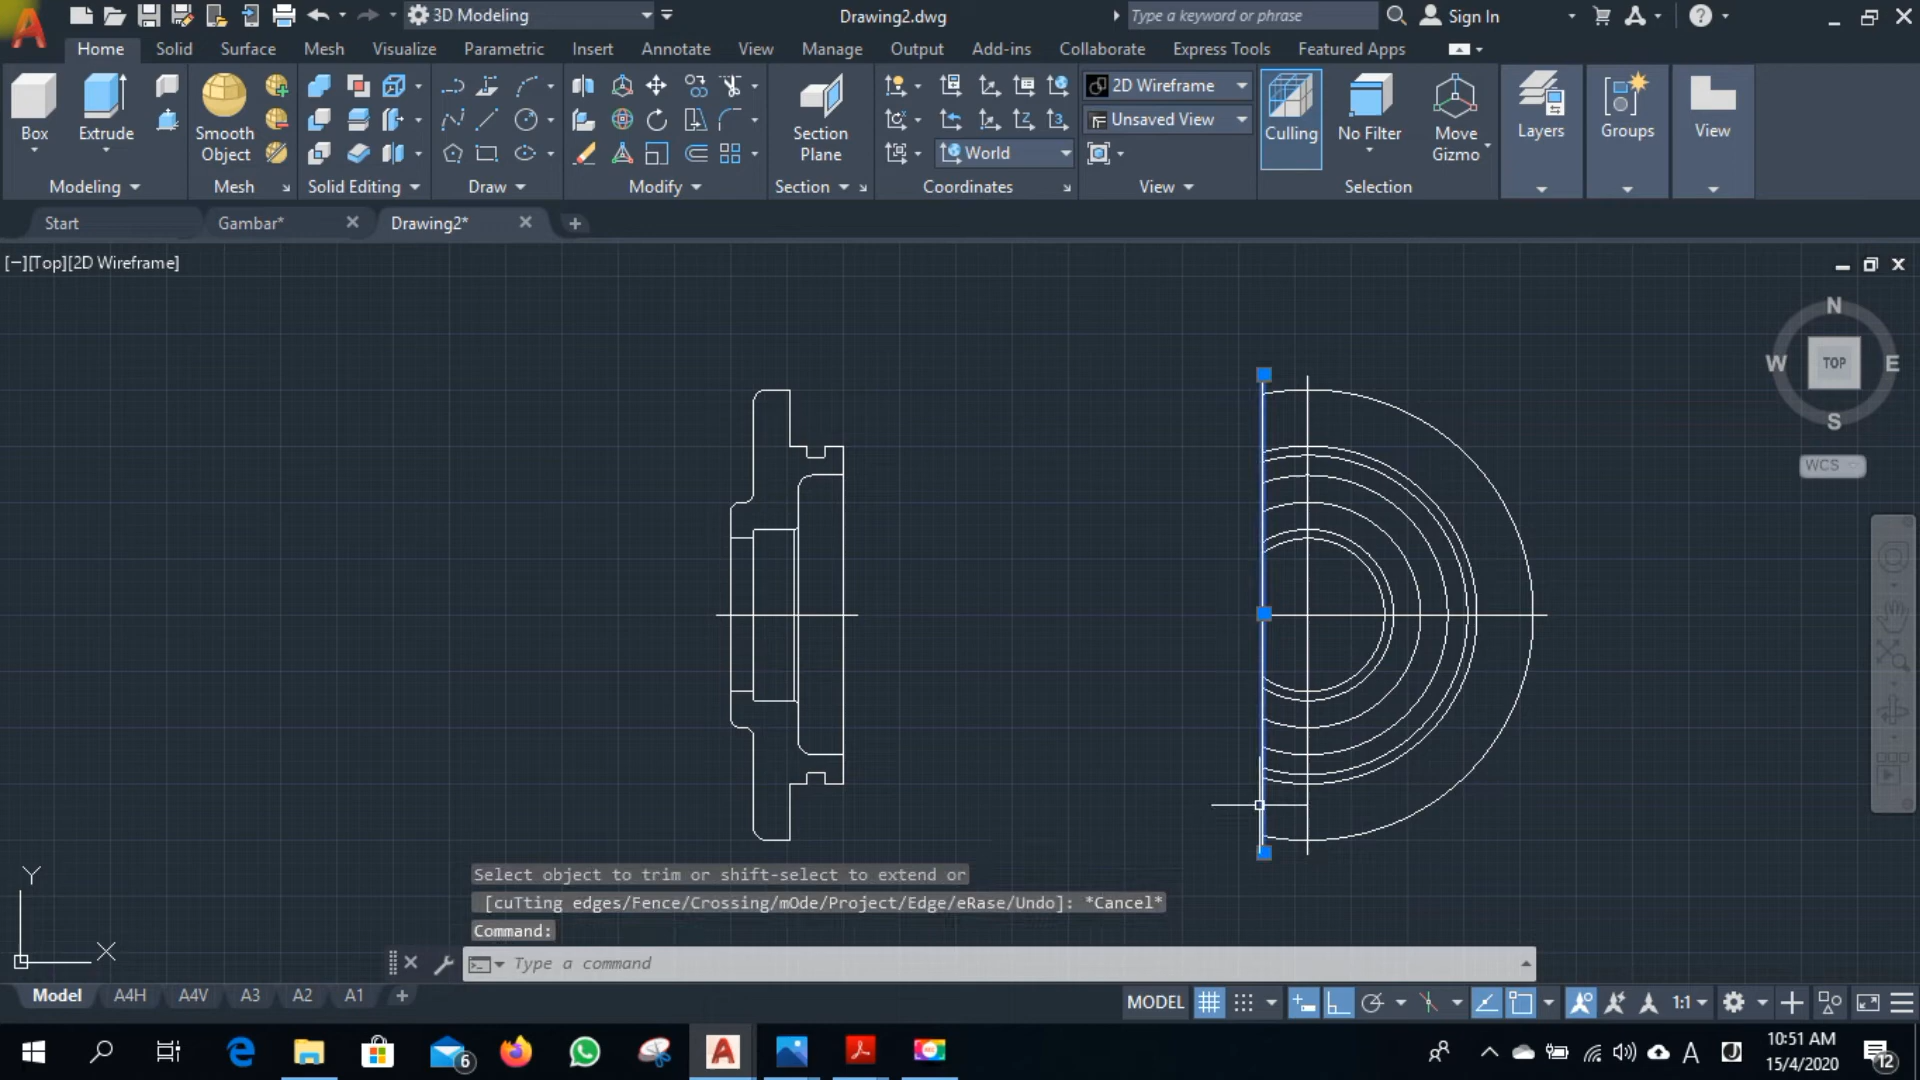 3D Modeling
Drawing2.dwg
Type a keyword or phrase
Sign In
Home Solid Surface Mesh Visualize Parametric Insert Annotate View Manage Output Add-ins Collaborate Express Tools Featured Apps
Box
Extrude
Smooth
Object
Section
Plane
2D Wireframe
Unsaved View
World
Culling
No Filter
Move
Gizmo
Layers
Groups
View
Modeling Mesh Solid Editing Draw Modify Section Coordinates View Selection
Start Gambar* Drawing2*
[−][Top][2D Wireframe]
N
W TOP E
S
WCS
Select object to trim or shift-select to extend or
[cuTting edges/Fence/Crossing/mOde/Project/Edge/eRase/Undo]: *Cancel*
Command:
Type a command
Y
X
Model A4H A4V A3 A2 A1
MODEL
1:1
6
10:51 AM
15/4/2020
12